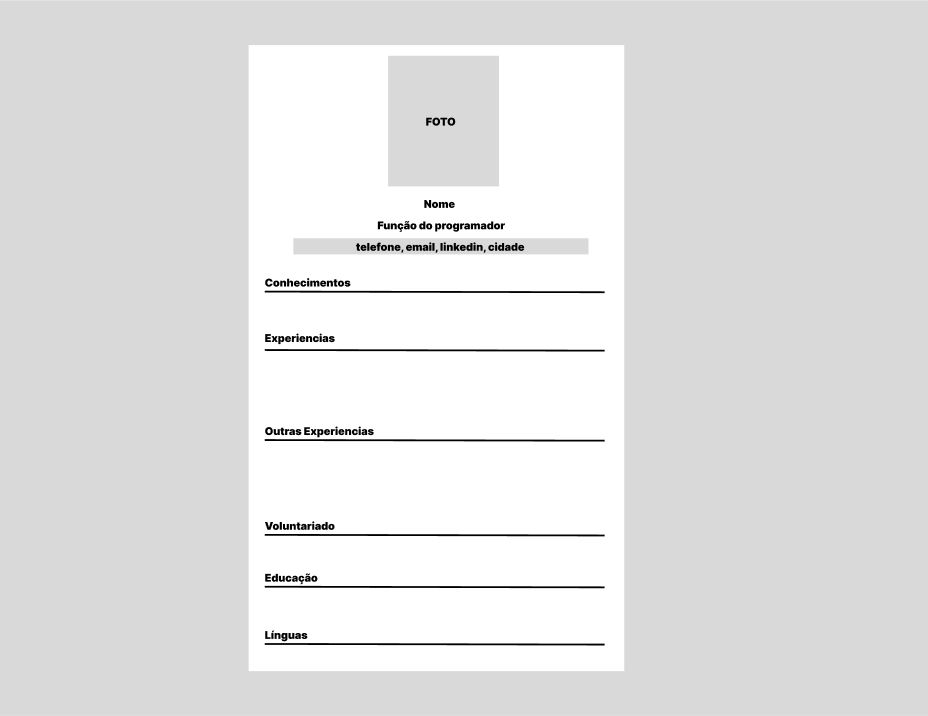 FOTO
Nome
Função do programador
telefone, email, linkedin, cidade
Conhecimentos
Experiencias
Outras Experiencias
Voluntariado
Educação
Línguas